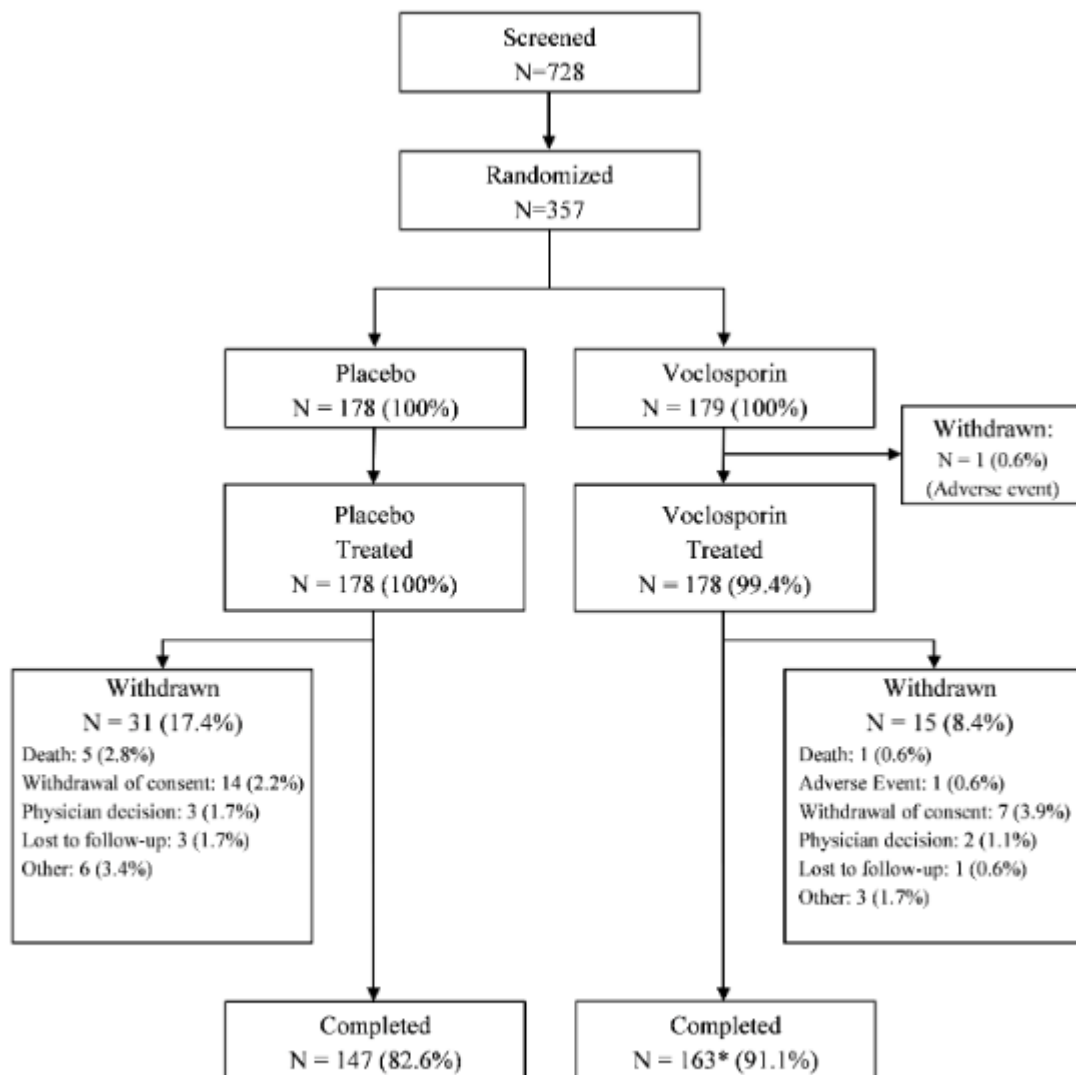 Screened
N=728
Randomized
N=357
Placebo
N = 178 (100%)
Voclosporin
N = 179 (100%)
Withdrawn:
N = 1 (0.6%)
(Adverse event)
Placebo
Treated
N = 178 (100%)
Voclosporin
Treated
N = 178 (99.4%)
Withdrawn
N = 31 (17.4%)
Death: 5 (2.8%)
Withdrawal of consent: 14 (2.2%)
Physician decision: 3 (1.7%)
Lost to follow-up: 3 (1.7%)
Other: 6 (3.4%)
Withdrawn
N = 15 (8.4%)
Death: 1 (0.6%)
Adverse Event: 1 (0.6%)
Withdrawal of consent: 7 (3.9%)
Physician decision: 2 (1.1%)
Lost to follow-up: 1 (0.6%)
Other: 3 (1.7%)
Completed
N = 147 (82.6%)
Completed
N = 163* (91.1%)